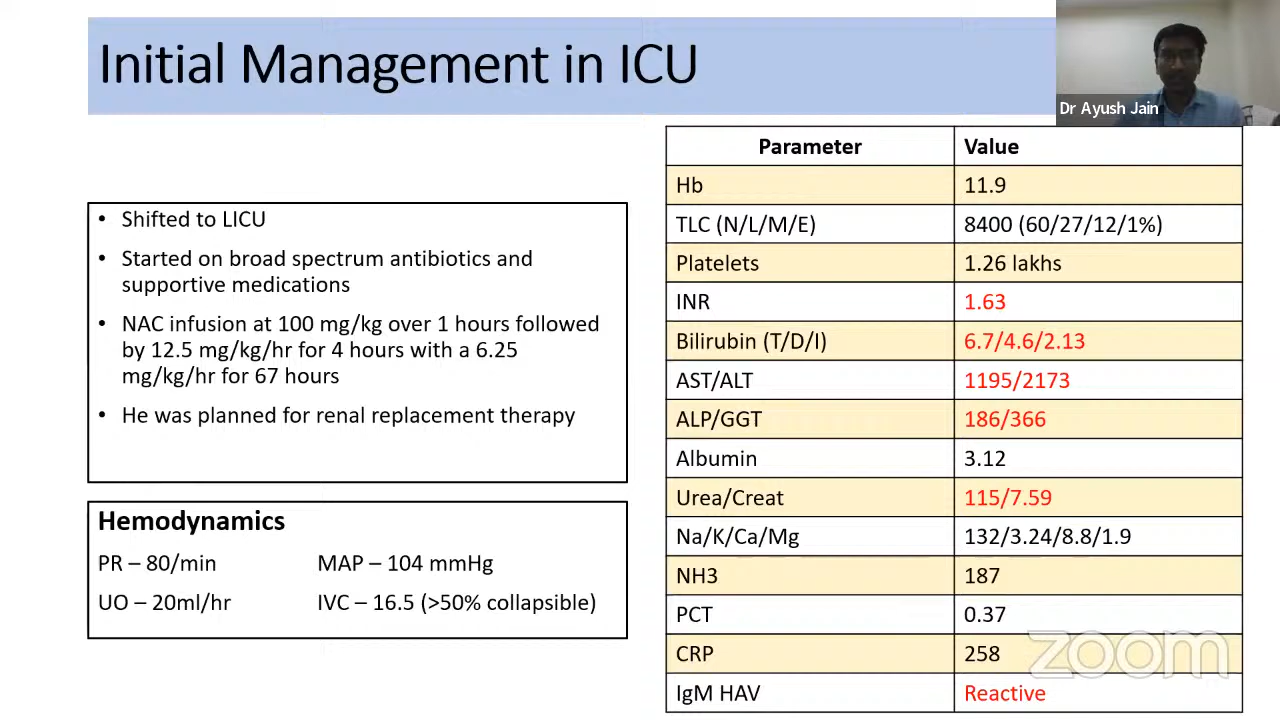 Initial Management in ICU
Dr Ayush Jain
• Shifted to LICU
• Started on broad spectrum antibiotics and
supportive medications
• NAC infusion at 100 mg/kg over 1 hours followed
by 12.5 mg/kg/hr for 4 hours with a 6.25
mg/kg/hr for 67 hours
• He was planned for renal replacement therapy
Hemodynamics
PR – 80/min MAP – 104 mmHg
UO – 20ml/hr IVC – 16.5 (>50% collapsible)
Parameter Value
Hb 11.9
TLC (N/L/M/E) 8400 (60/27/12/1%)
Platelets 1.26 lakhs
INR 1.63
Bilirubin (T/D/I) 6.7/4.6/2.13
AST/ALT 1195/2173
ALP/GGT 186/366
Albumin 3.12
Urea/Creat 115/7.59
Na/K/Ca/Mg 132/3.24/8.8/1.9
NH3 187
PCT 0.37
CRP 258
IgM HAV Reactive
zoom